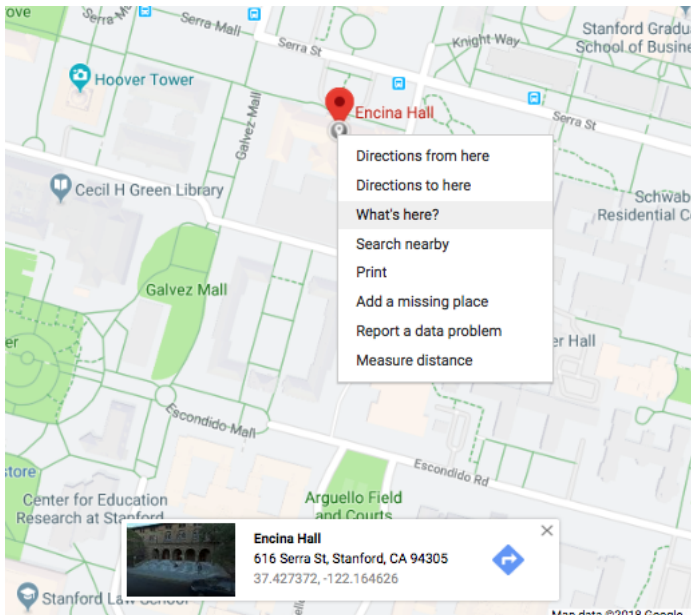 ove
Serra Mall
Serra Mall
Serra St
Knight Way
Stanford Gradu
School of Busine
Hoover Tower
Encina Hall
Serra St
Galvez Mall
Directions from here
Directions to here
Cecil H Green Library
What's here?
Schwab
Residential C
Search nearby
Print
Galvez Mall
Add a missing place
Report a data problem
er
er Hall
Measure distance
Escondido Mall
Escondido Rd
store
Center for Education
Research at Stanford
Arguello Field
and Courts
Encina Hall
616 Serra St, Stanford, CA 94305
37.427372, -122.164626
Stanford Law School
Map data ©2018 Google